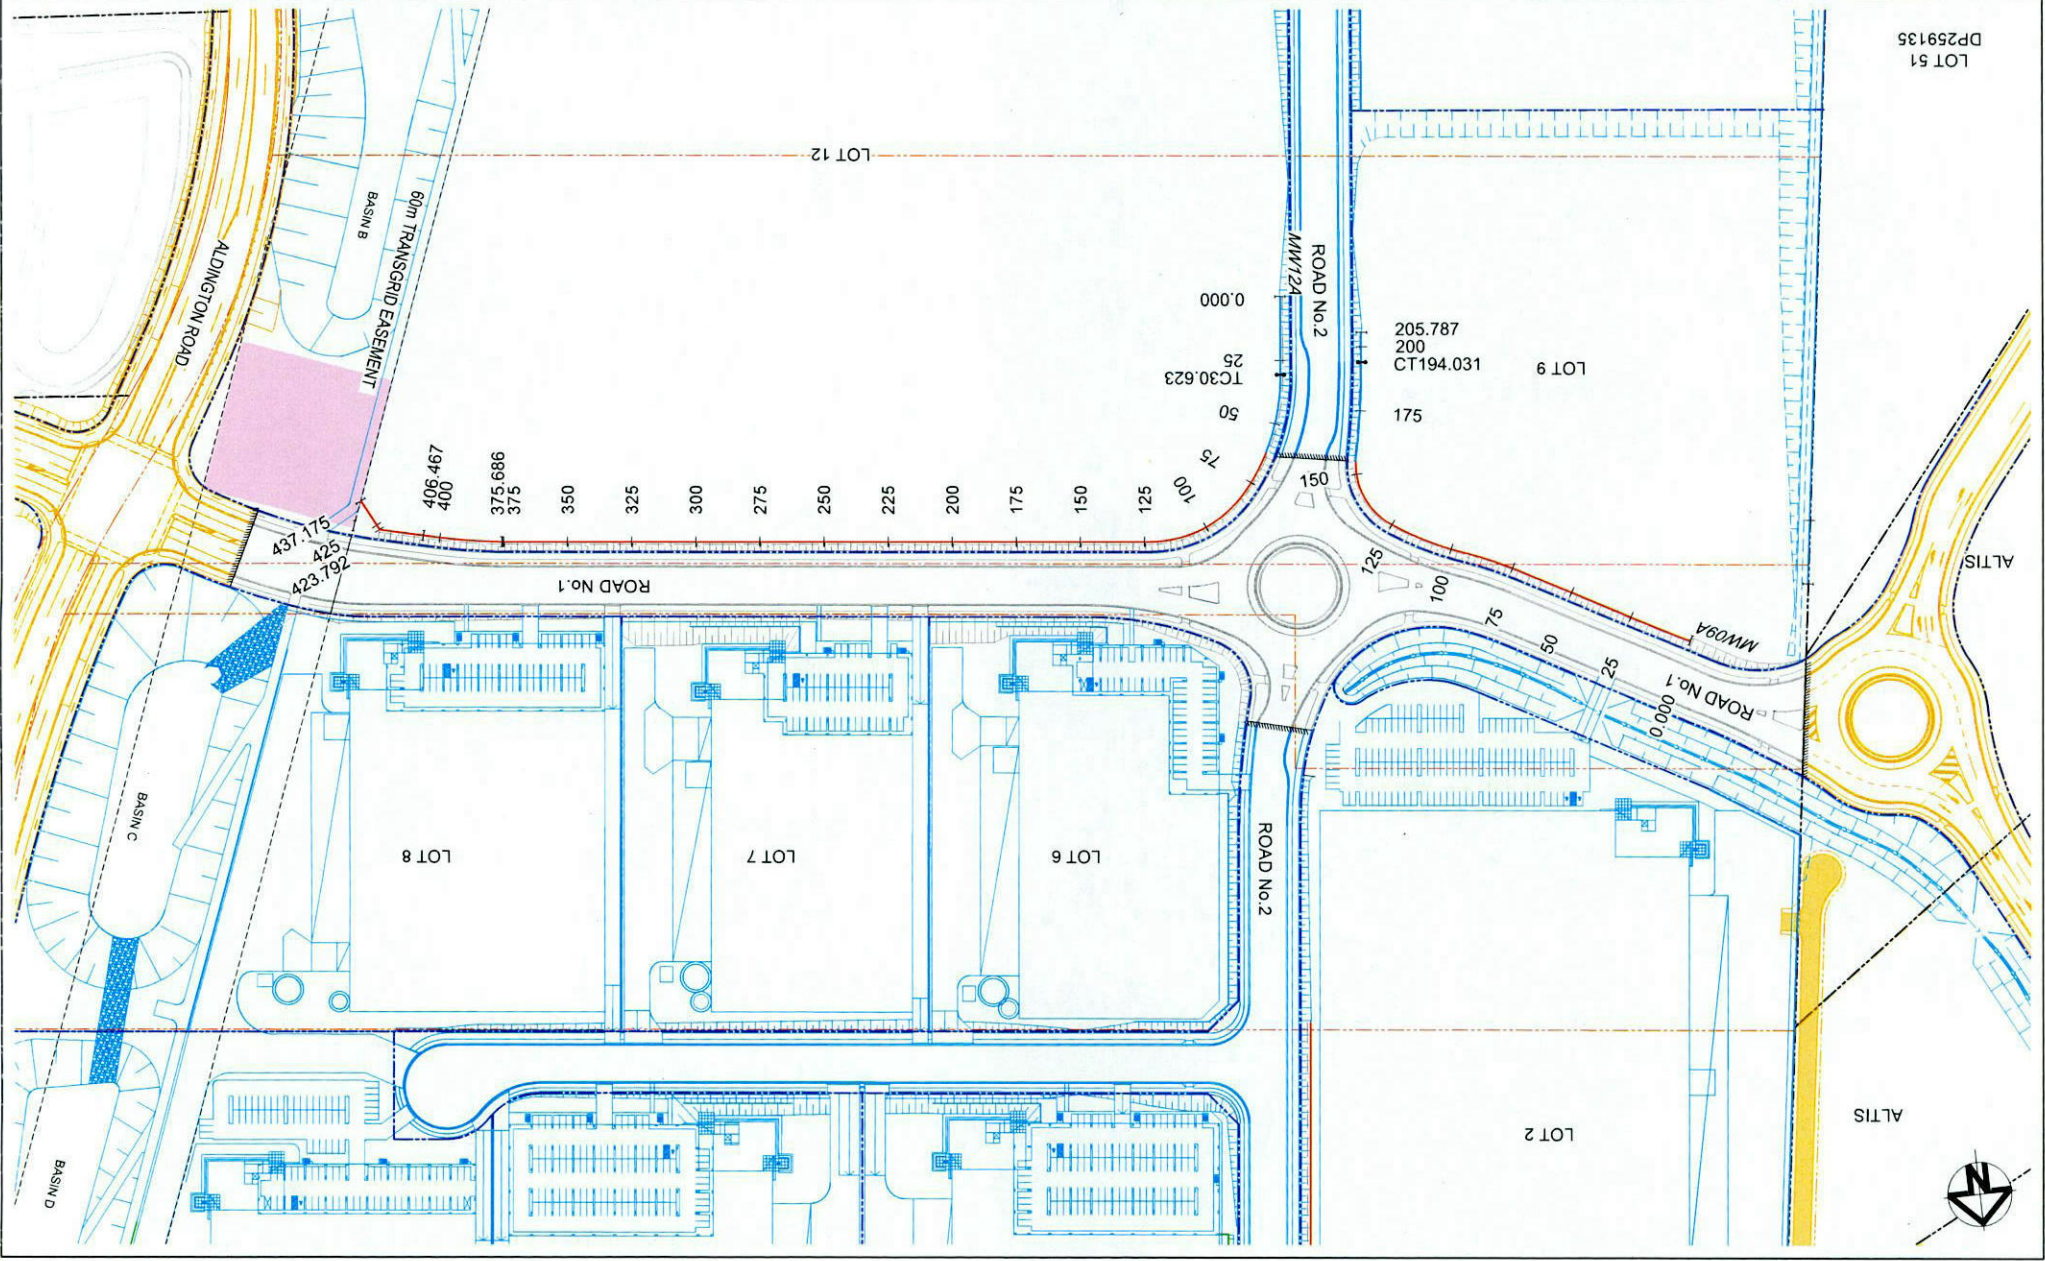 LOT 51
DP259135
LOT 12
BASIN B
60m TRANSGRID EASEMENT
ALDINGTON ROAD
ROAD No.2
MW12A
0.000
25
TC30.623
50
75
100
205.787
200
CT194.031
175
150
LOT 9
406.467
400
375.686
375
350
325
300
275
250
225
200
175
150
125
437.175
425
423.792
ROAD No.1
125
100
75
50
25
0.000
MW09A
ROAD No.1
ALTIS
BASIN C
LOT 8
LOT 7
LOT 6
ROAD No.2
LOT 2
ALTIS
BASIN D
N